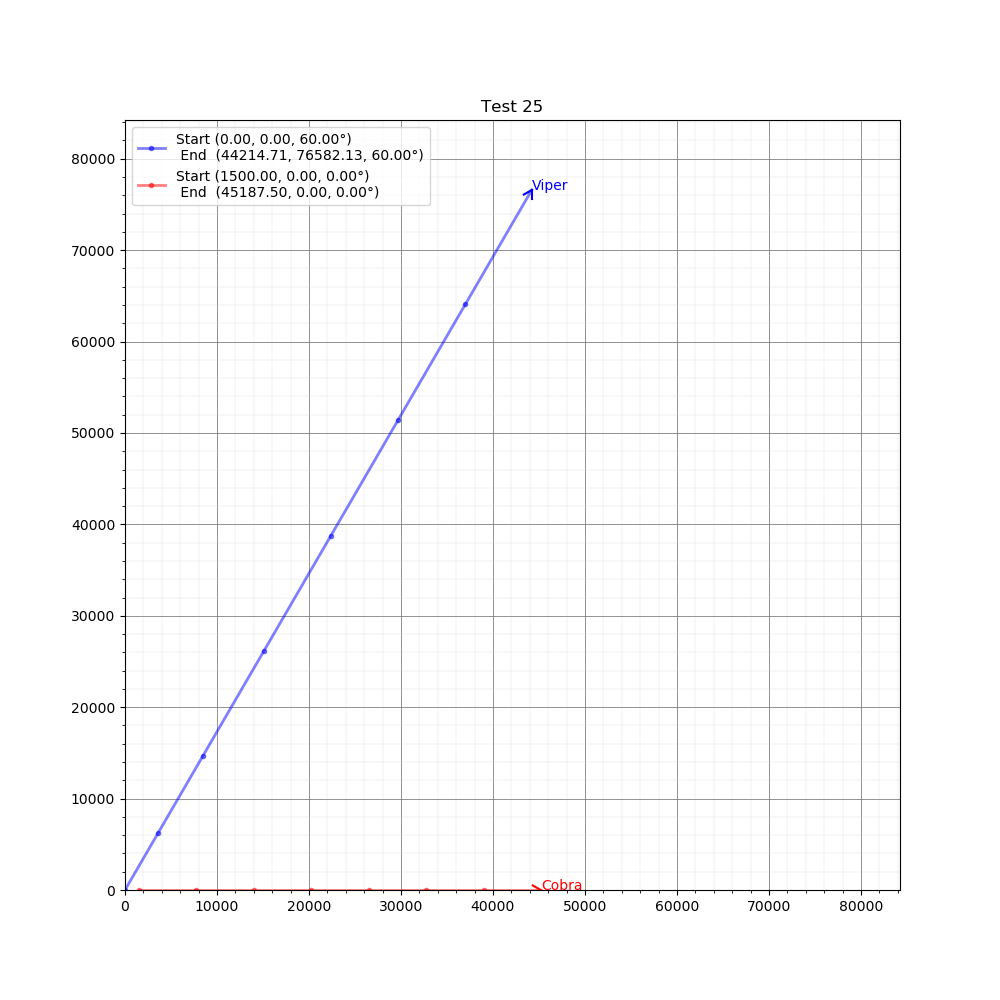 Test 25
Start (0.00, 0.00, 60.00°)
End  (44214.71, 76582.13, 60.00°)
Start (1500.00, 0.00, 0.00°)
End  (45187.50, 0.00, 0.00°)
80000
70000
60000
50000
40000
30000
20000
10000
0
Viper
Cobra
0 10000 20000 30000 40000 50000 60000 70000 80000